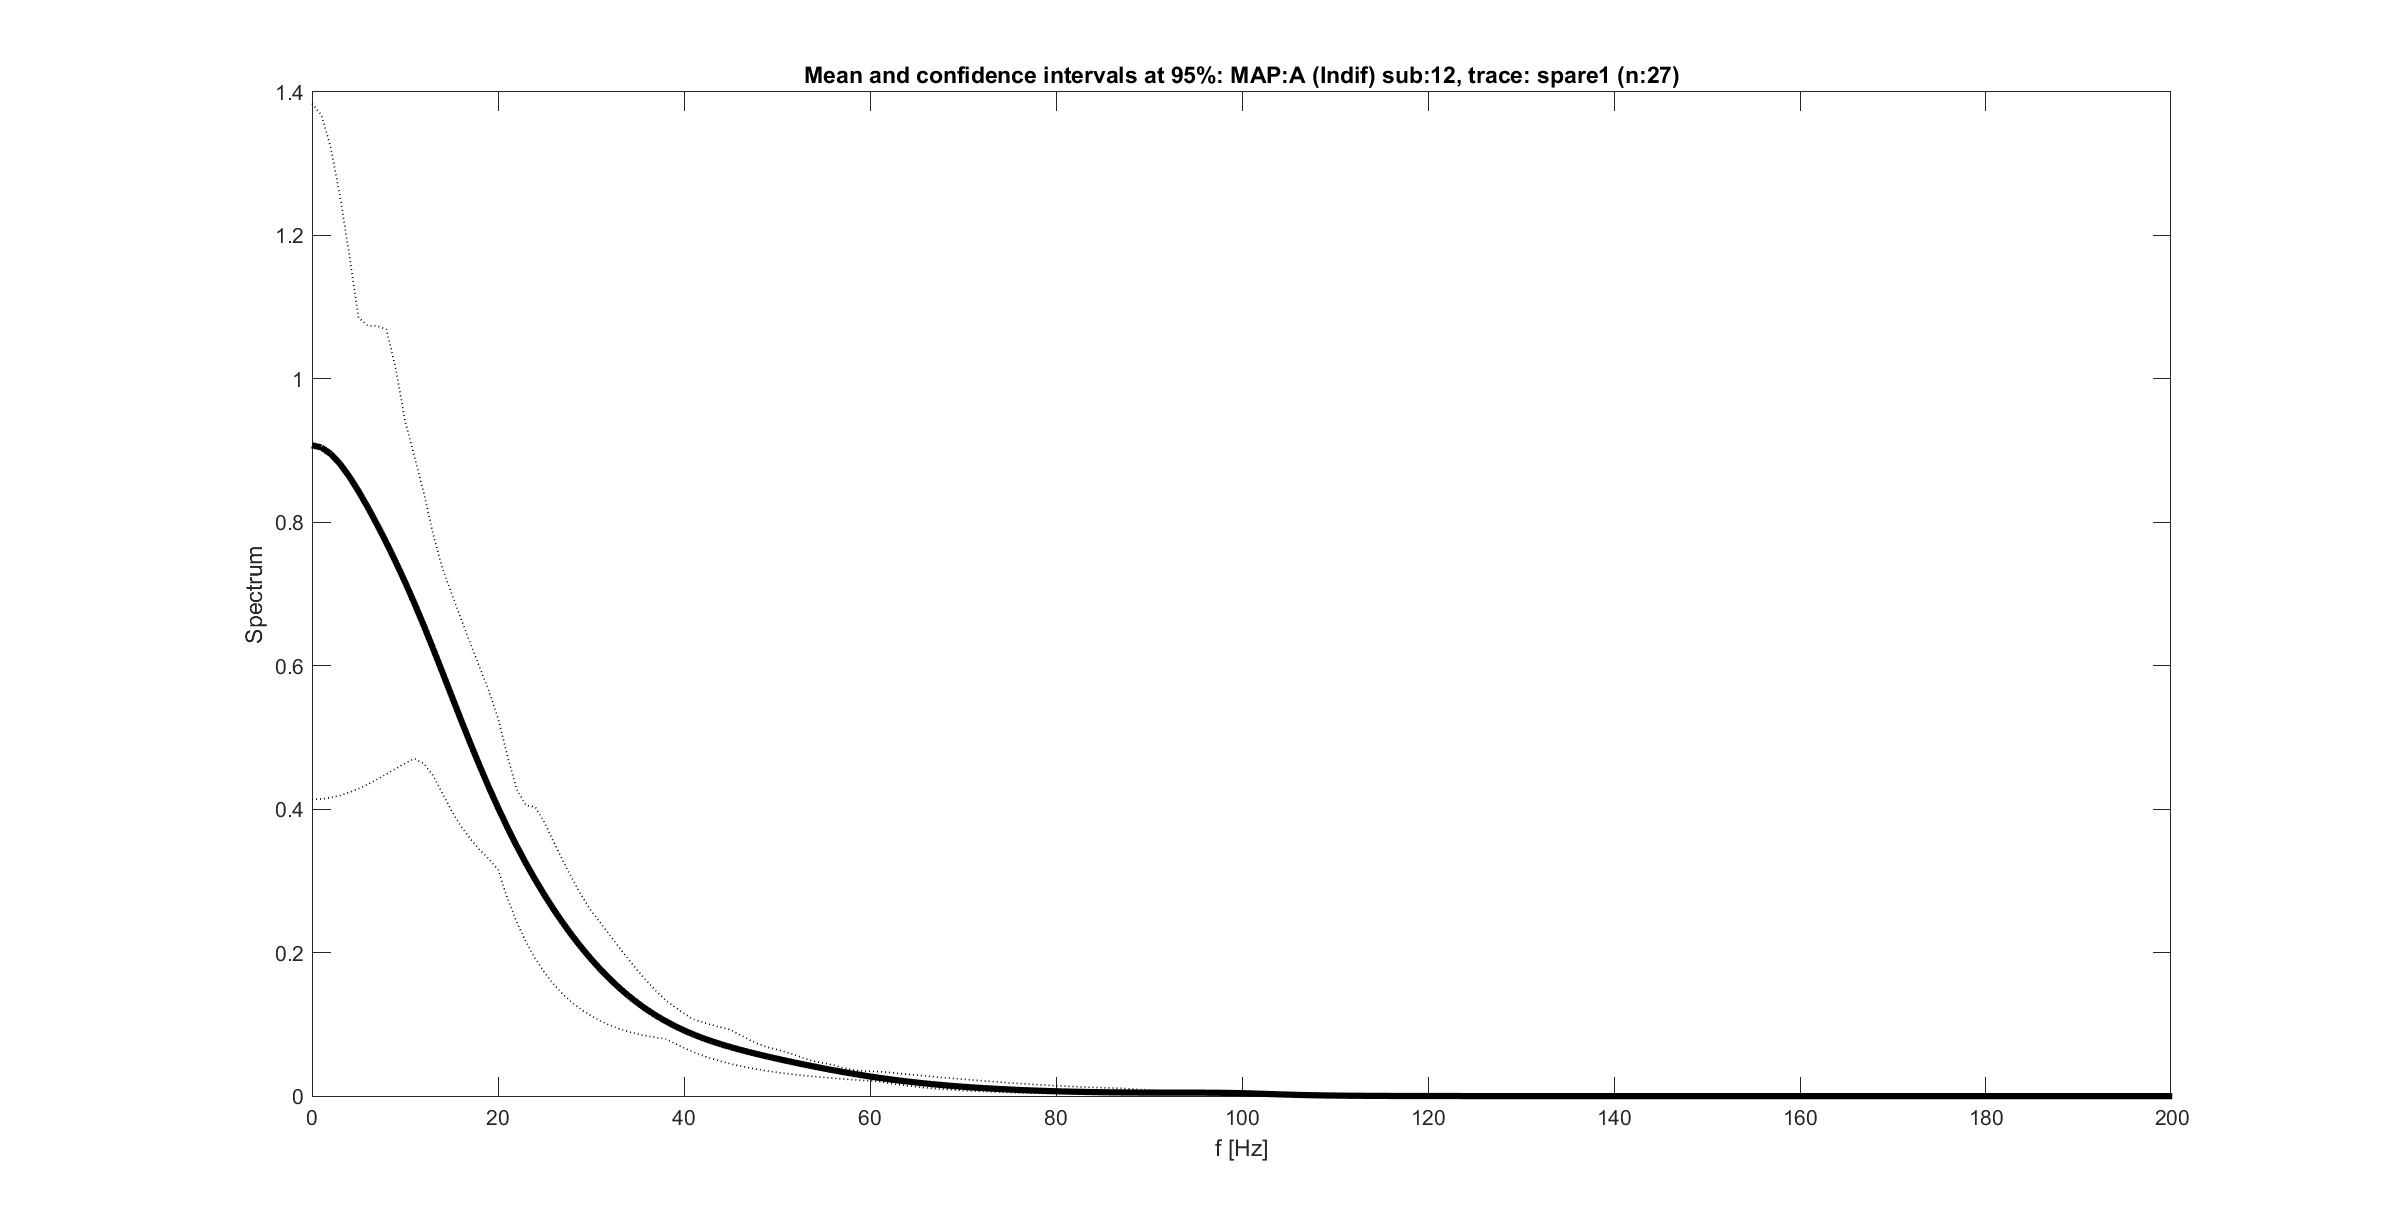 Mean and confidence intervals at 95%: MAP:A (Indif) sub:12, trace: spare1 (n:27)
1.4
1.2
1
0.8
0.6
0.4
0.2
0
Spectrum
0 20 40 60 80 100 120 140 160 180 200
f [Hz]